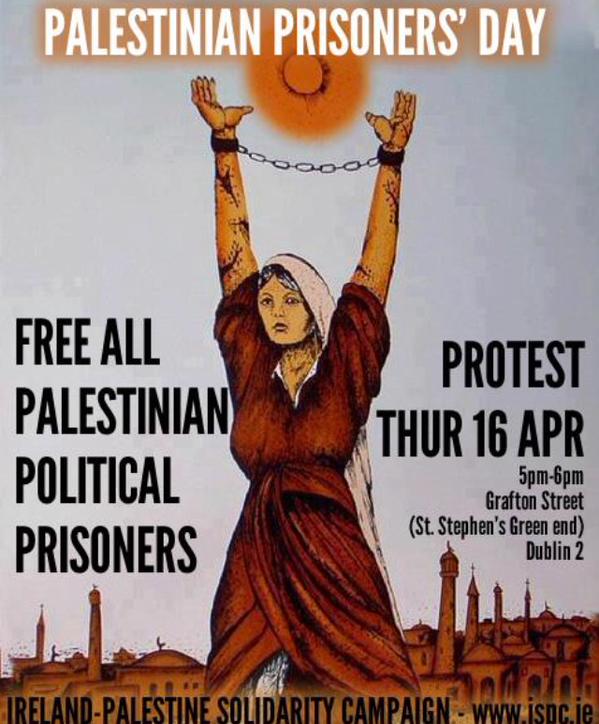 PALESTINIAN PRISONERS' DAY
FREE ALL
PALESTINIAN
POLITICAL
PRISONERS
PROTEST
THUR 16 APR
5pm-6pm
Grafton Street
(St. Stephen's Green end)
Dublin 2
IRELAND-PALESTINE SOLIDARITY CAMPAIGN - www.ispc.ie